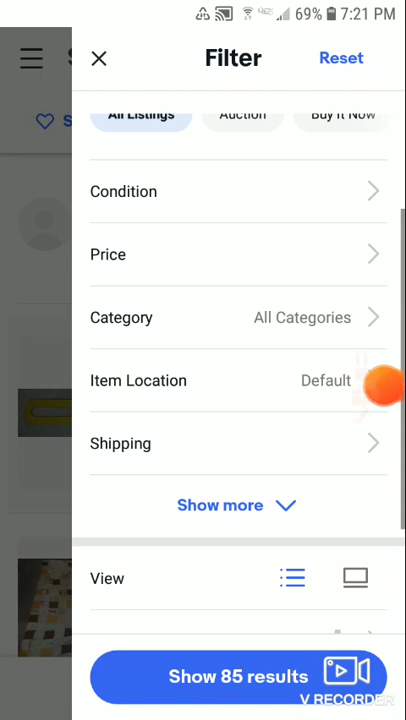 69% 7:21 PM
Filter
Reset
All Listings
Auction
Buy It Now
Condition
Price
Category
All Categories
Item Location
Default
Shipping
Show more
View
Show 85 results
V RECORDER